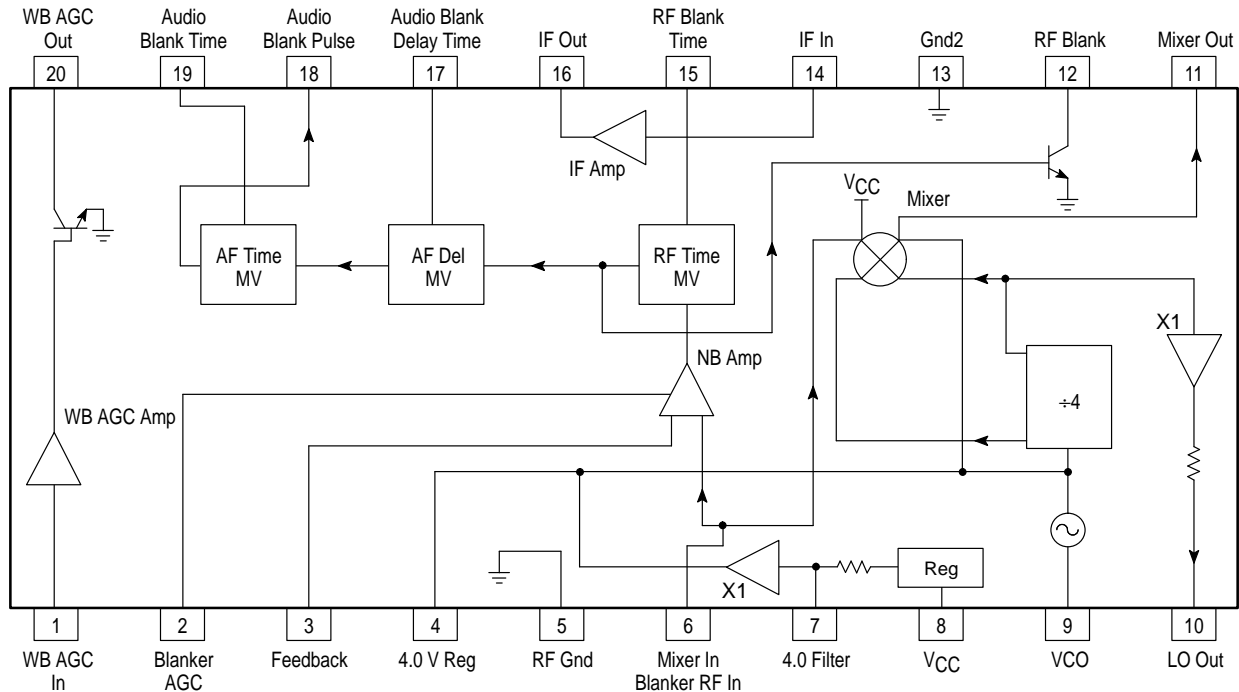 WB AGC
Out
Audio
Blank Time
Audio
Blank Pulse
Audio Blank
Delay Time
IF Out
RF Blank
Time
IF In
Gnd2
RF Blank
Mixer Out
20
19
18
17
16
15
14
13
12
11
IF Amp
VCC
Mixer
AF Time
MV
AF Del
MV
RF Time
MV
X1
NB Amp
÷4
WB AGC Amp
X1
Reg
1
2
3
4
5
6
7
8
9
10
WB AGC
In
Blanker
AGC
Feedback
4.0 V Reg
RF Gnd
Mixer In
Blanker RF In
4.0 Filter
VCC
VCO
LO Out